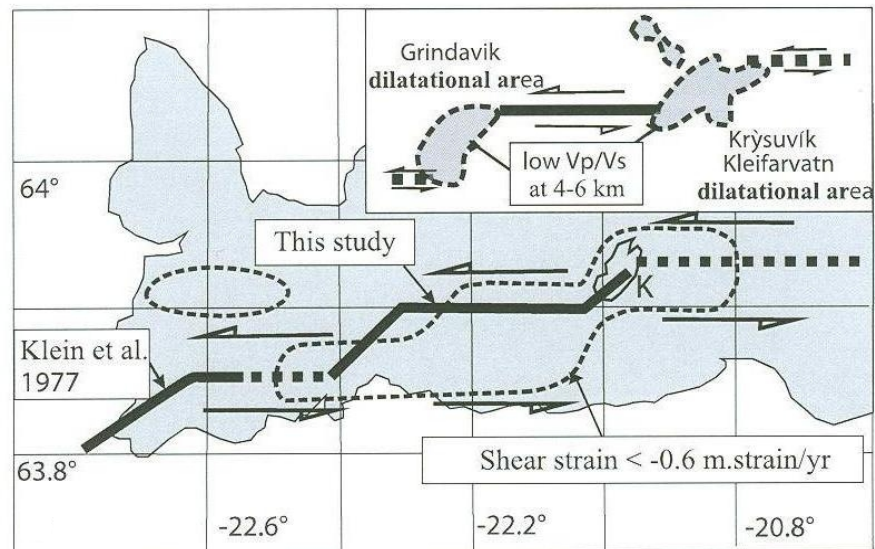 Grindavik
dilatational area
low Vp/Vs
at 4-6 km
Krỳsuvík
Kleifarvatn
dilatational area
64°
This study
K
Klein et al.
1977
Shear strain < -0.6 m.strain/yr
63.8°
-22.6°
-22.2°
-20.8°